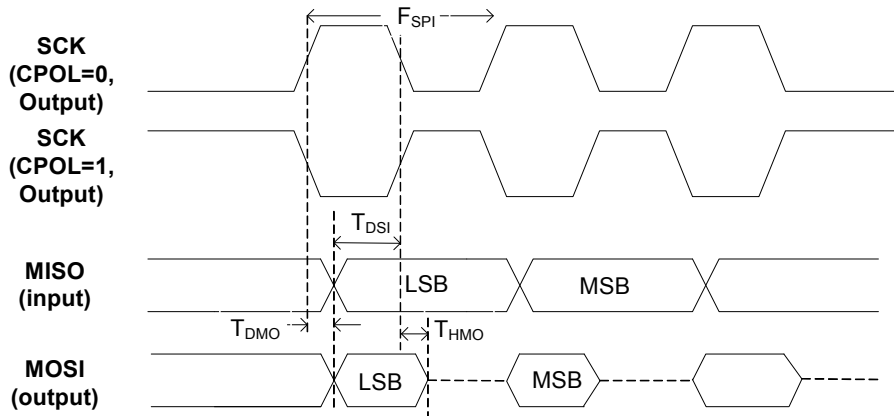 F_SPI
SCK
(CPOL=0,
Output)
SCK
(CPOL=1,
Output)
T_DSI
MISO
(input)
LSB
MSB
T_DMO
T_HMO
MOSI
(output)
LSB
MSB